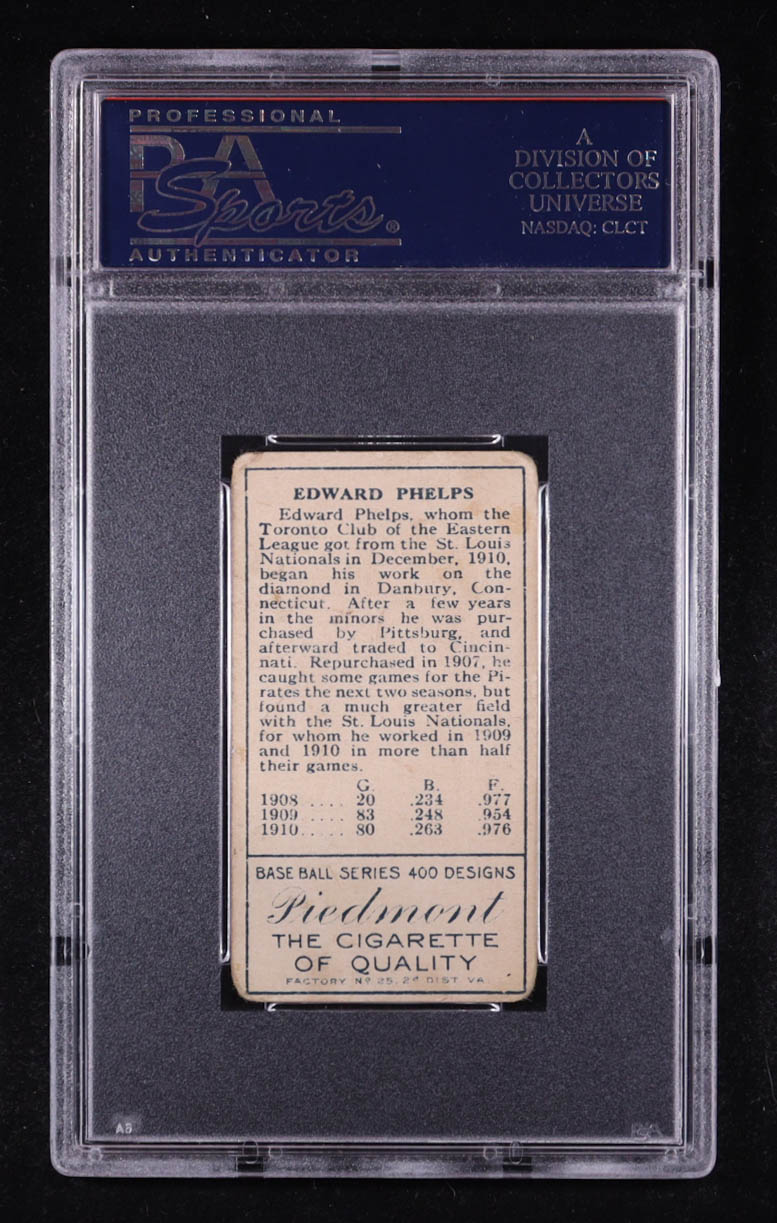 PROFESSIONAL
PSA
Sports®
AUTHENTICATOR
A
DIVISION OF
COLLECTORS
UNIVERSE
NASDAQ: CLCT
EDWARD PHELPS
Edward Phelps, whom the
Toronto Club of the Eastern
League got from the St. Louis
Nationals in December, 1910,
began his work on the
diamond in Danbury, Con-
necticut. After a few years
in the minors he was pur-
chased by Pittsburg, and
afterward traded to Cincin-
nati. Repurchased in 1907, he
caught some games for the Pi-
rates the next two seasons, but
found a much greater field
with the St. Louis Nationals,
for whom he worked in 1909
and 1910 in more than half
their games.
G. B. F.
1908 .... 20 .234 .977
1909 .... 83 .248 .954
1910..... 80 .263 .976
BASE BALL SERIES 400 DESIGNS
Piedmont
THE CIGARETTE
OF QUALITY
FACTORY Nº 25, 2d DIST. VA.
A5
PSA